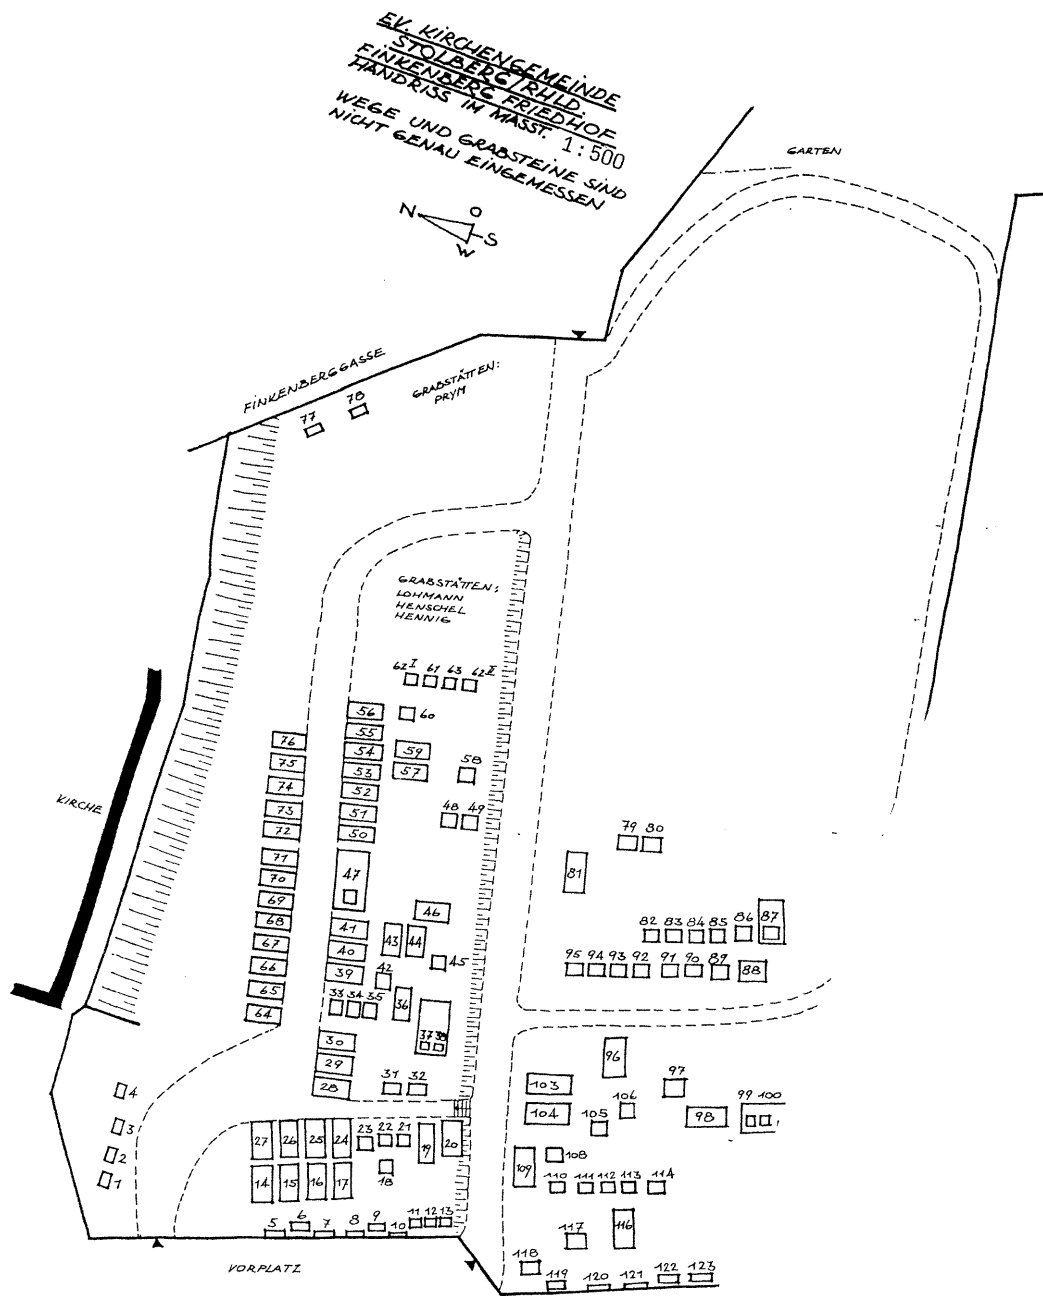 EV. KIRCHENGEMEINDE
STOLBERG/RHLD.
FINKENBERG FRIEDHOF
HANDRISS IM MASST. 1:500
WEGE UND GRABSTEINE SIND
NICHT GENAU EINGEMESSEN
GARTEN
N O S W
FINKENBERGGASSE
GRABSTÄTTEN:
PRYM
77 78
GRABSTÄTTEN:
LOHMANN
HENSCHEL
HENNIG
62I 61 63 62II
56 60
55
76
54 59
75
53 57 58
74
52
73
51 48 49
72
50
KIRCHE
71
70
47
69
68
46
67
41 43 44
66
40 45
65
39 42
64
33 34 35 36
37 38
30
29
28 31 32
79 80
81
82 83 84 85 86 87
95 94 93 92 91 90 89 88
96
103 97
104 106 98 99 100
105
4
3
2
1
27 26 25 24 23 22 21 19 20
14 15 16 17 18
5 6 7 8 9 10 11 12 13
109 108
110 111 112 113 114
117 116
118
119 120 121 122 123
VORPLATZ